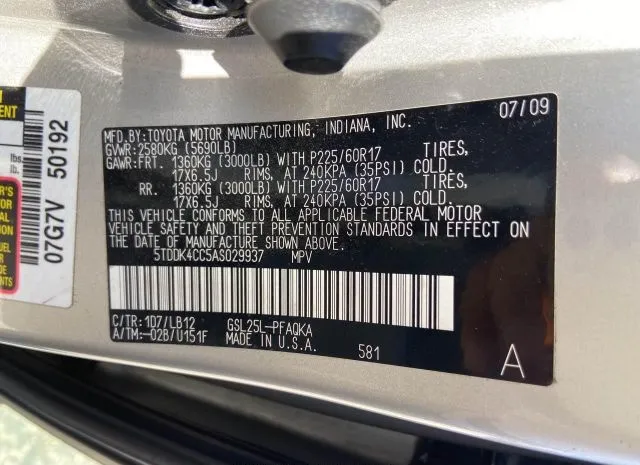 07/09
MFD.BY:TOYOTA MOTOR MANUFACTURING, INDIANA, INC.
GVWR:2580KG (5690LB)
GAWR:FRT. 1360KG (3000LB) WITH P225/60R17 TIRES,
17X6.5J RIMS, AT 240KPA (35PSI) COLD.
RR. 1360KG (3000LB) WITH P225/60R17 TIRES,
17X6.5J RIMS, AT 240KPA (35PSI) COLD.
THIS VEHICLE CONFORMS TO ALL APPLICABLE FEDERAL MOTOR
VEHICLE SAFETY AND THEFT PREVENTION STANDARDS IN EFFECT ON
THE DATE OF MANUFACTURE SHOWN ABOVE.
5TDDK4CC5AS029937 MPV
C/TR:1D7/LB12 GSL25L-PFAQKA
A/TM:-02B/U151F MADE IN U.S.A.
581
A
07G7V 50192
lbs